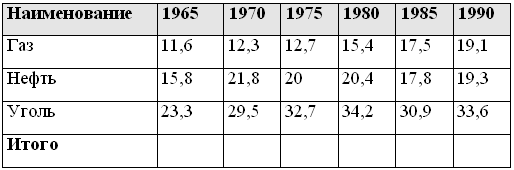 Наименование 1965 1970 1975 1980 1985 1990
Газ 11,6 12,3 12,7 15,4 17,5 19,1
Нефть 15,8 21,8 20 20,4 17,8 19,3
Уголь 23,3 29,5 32,7 34,2 30,9 33,6
Итого